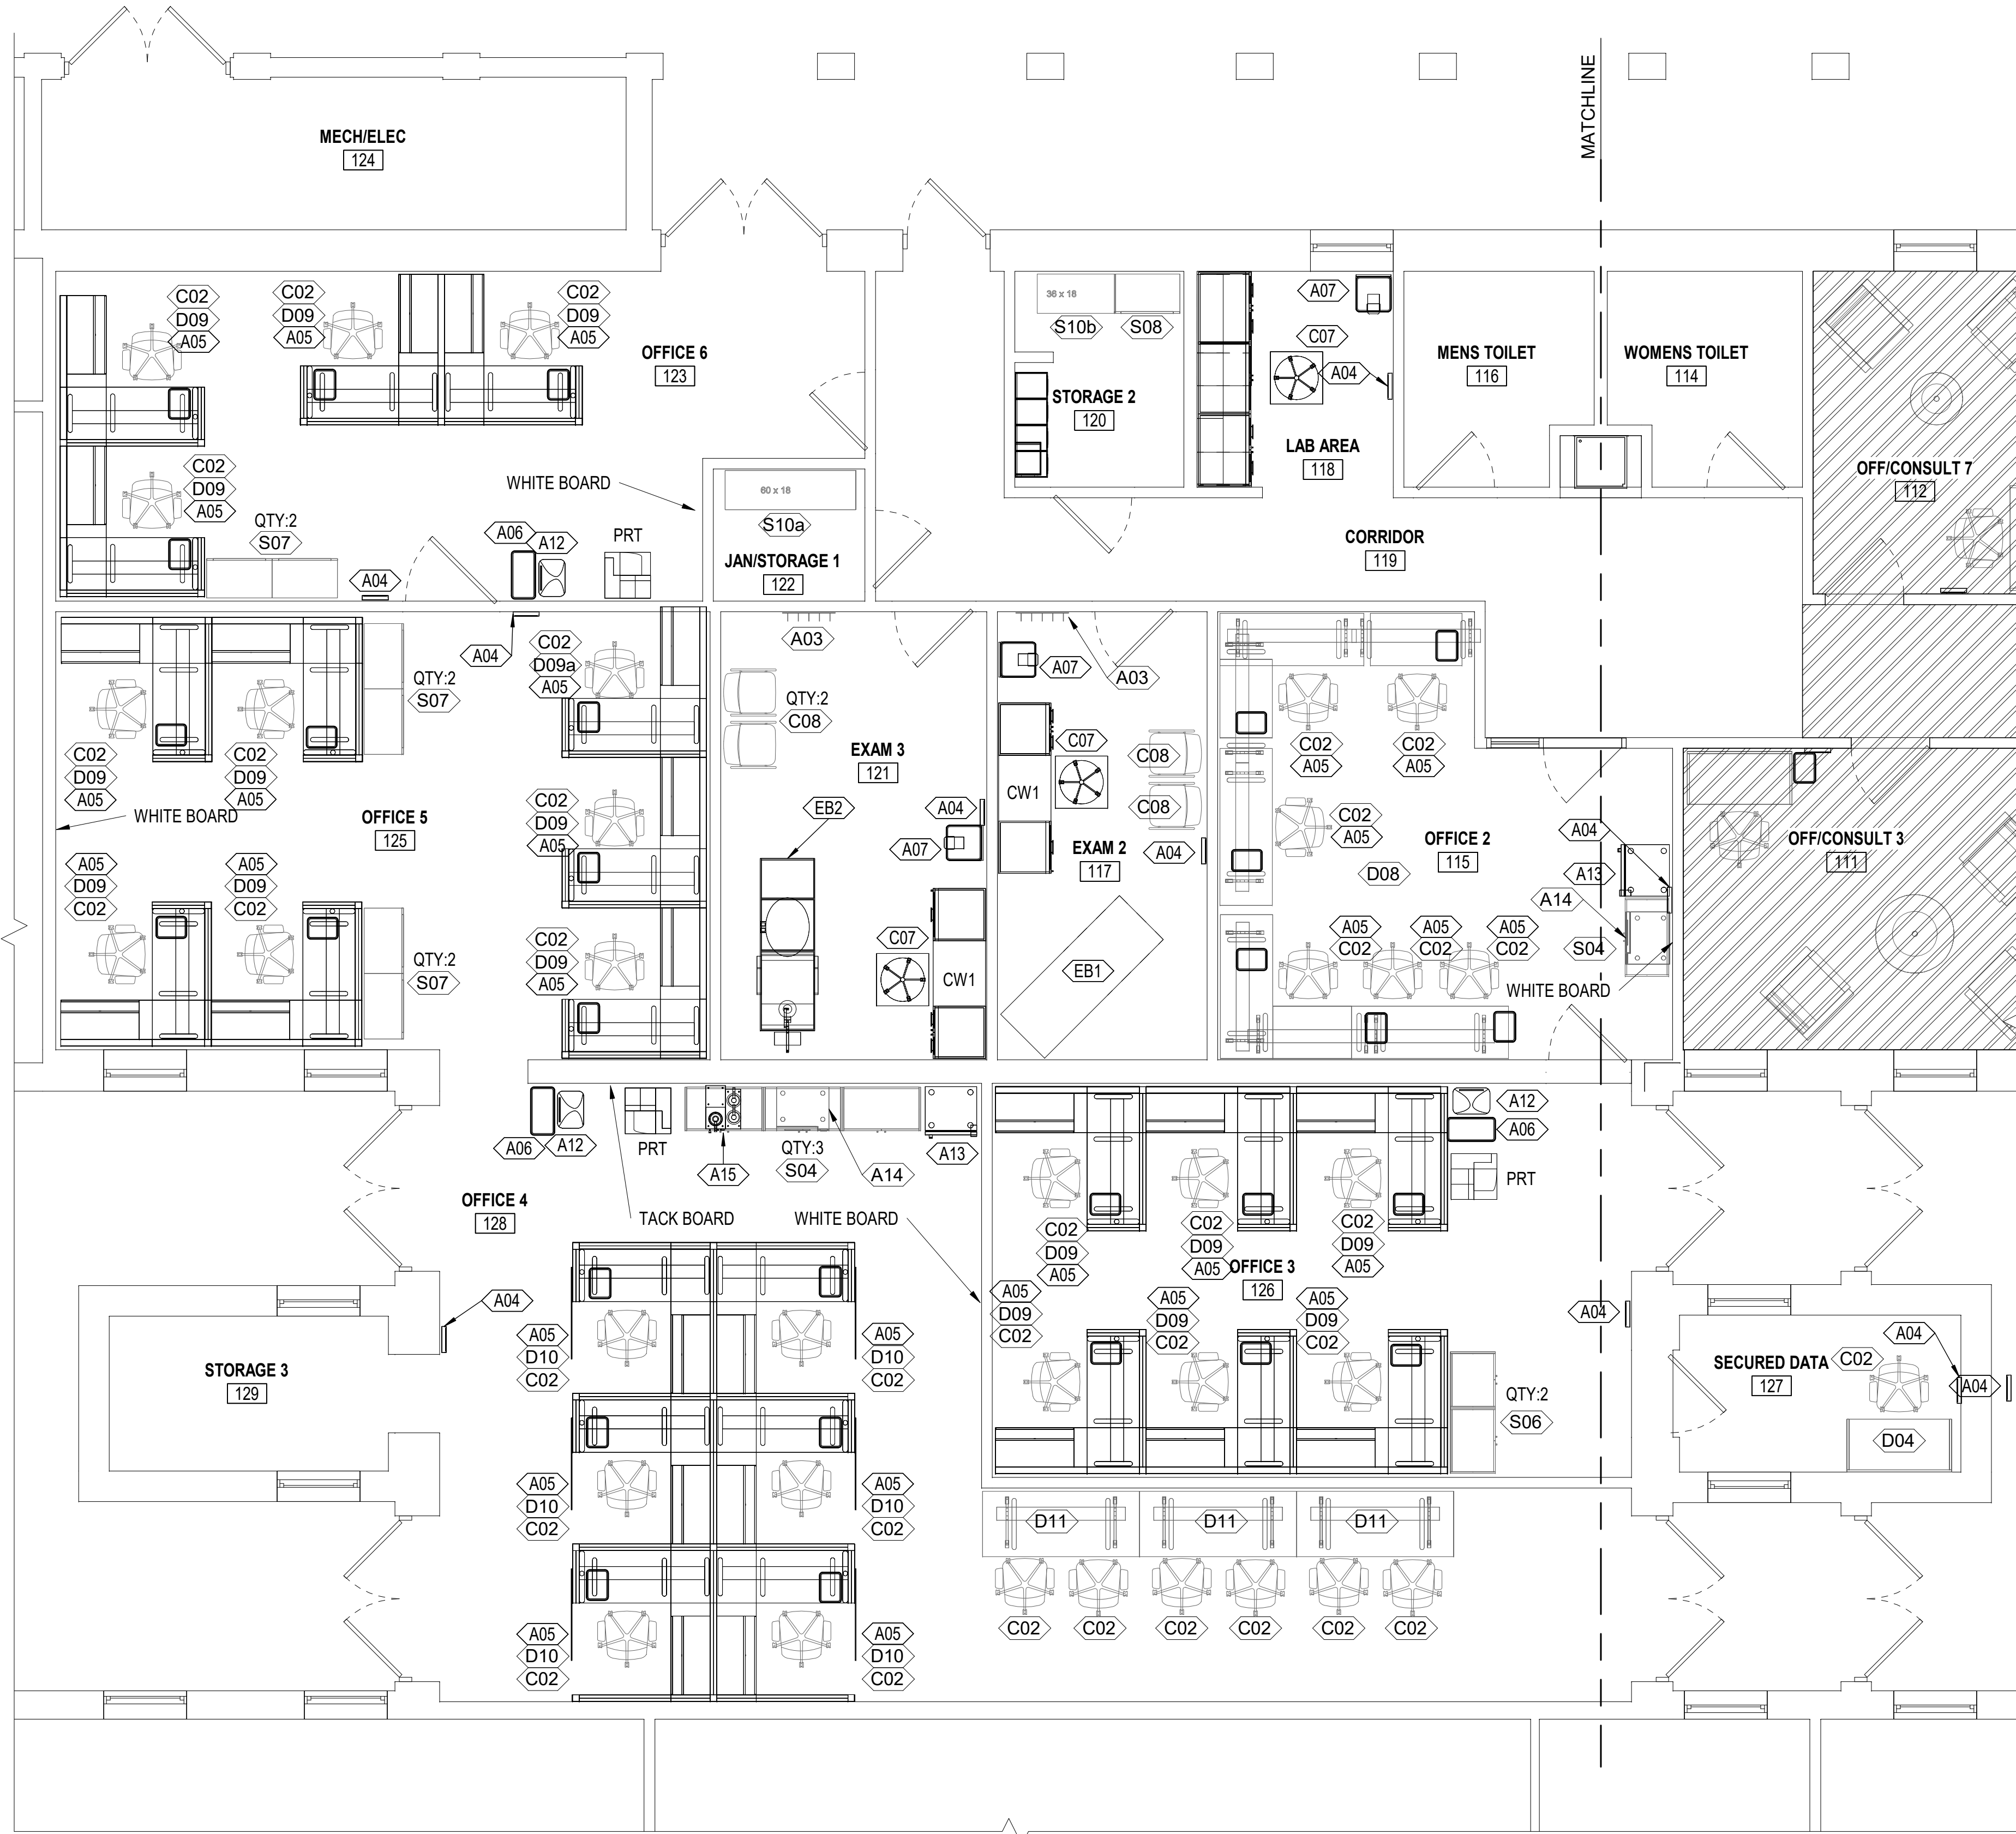 MATCHLINE
MECH/ELEC
124
C02
D09
A05
C02
D09
A05
C02
D09
A05
OFFICE 6
123
C02
D09
A05
QTY:2
S07
A04
WHITE BOARD
A06
A12
PRT
60 x 18
S10a
JAN/STORAGE 1
122
36 x 18
S10b
S08
STORAGE 2
120
A07
C07
A04
LAB AREA
118
MENS TOILET
116
WOMENS TOILET
114
OFF/CONSULT 7
112
CORRIDOR
119
A04
C02
D09a
A05
QTY:2
S07
C02
D09
A05
C02
D09
A05
WHITE BOARD
OFFICE 5
125
C02
D09
A05
A05
D09
C02
A05
D09
C02
QTY:2
S07
C02
D09
A05
A03
QTY:2
C08
EXAM 3
121
EB2
A04
A07
C07
CW1
A07
A03
C07
CW1
C08
C08
EXAM 2
117
A04
EB1
C02
A05
C02
A05
C02
A05
OFFICE 2
115
D08
A05
C02
A05
C02
A05
C02
A04
A13
A14
S04
WHITE BOARD
OFF/CONSULT 3
111
A06
A12
PRT
A15
QTY:3
S04
A14
A13
OFFICE 4
128
TACK BOARD
WHITE BOARD
A12
A06
PRT
C02
D09
A05
C02
D09
A05
C02
D09
A05
OFFICE 3
126
A05
D09
C02
A05
D09
C02
A05
D09
C02
A04
QTY:2
S06
A04
STORAGE 3
129
A05
D10
C02
A05
D10
C02
A05
D10
C02
A05
D10
C02
A05
D10
C02
A05
D10
C02
SECURED DATA
127
C02
A04
A04
D04
D11
D11
D11
C02
C02
C02
C02
C02
C02